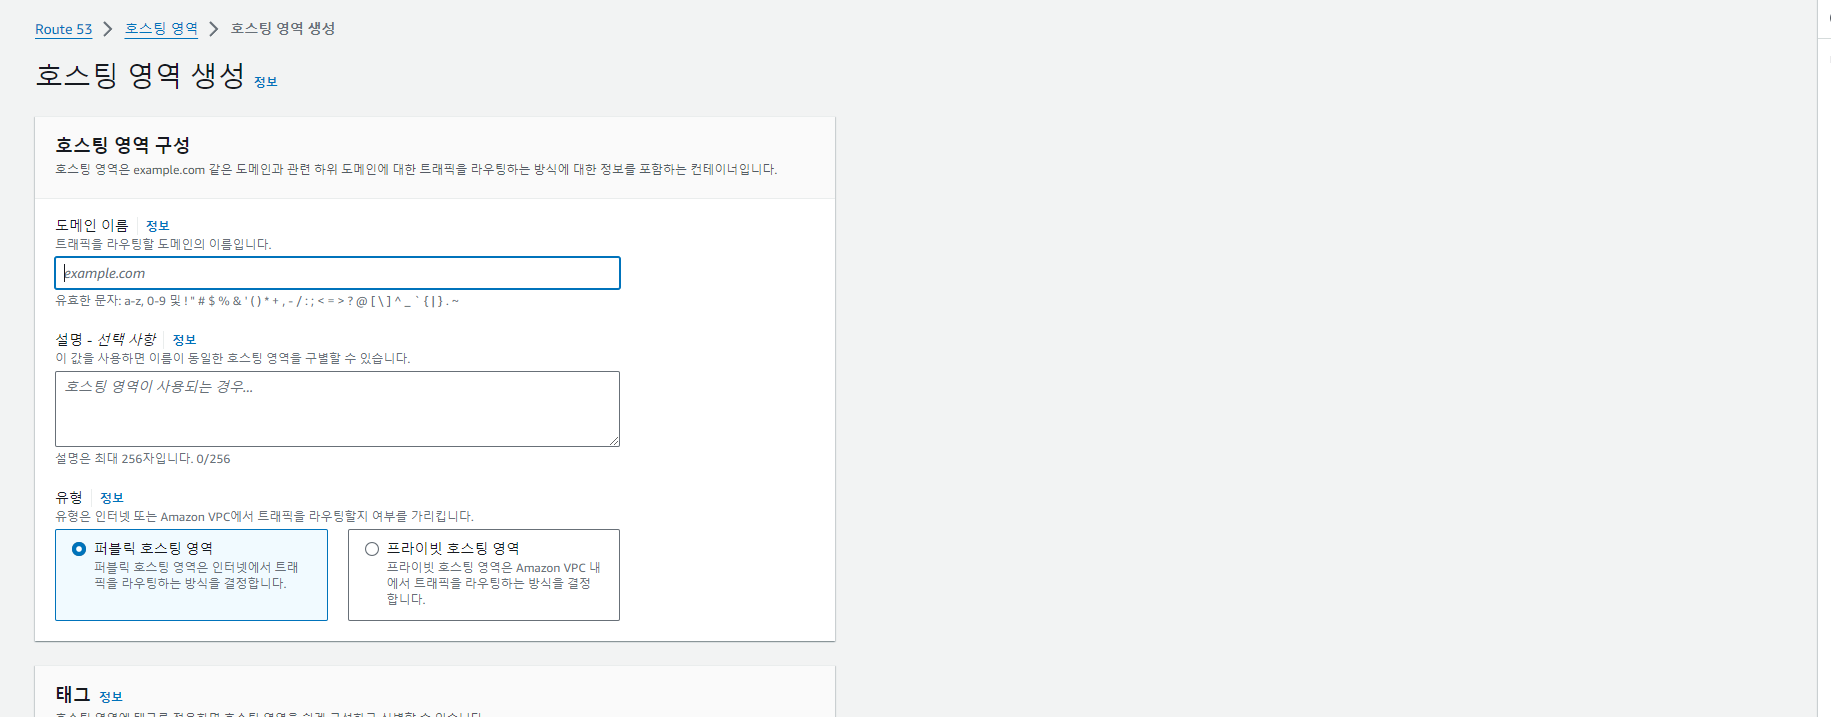 Route 53 > 호스팅 영역 > 호스팅 영역 생성
호스팅 영역 생성 정보
호스팅 영역 구성
호스팅 영역은 example.com 같은 도메인과 관련 하위 도메인에 대한 트래픽을 라우팅하는 방식에 대한 정보를 포함하는 컨테이너입니다.
도메인 이름 정보
트래픽을 라우팅할 도메인의 이름입니다.
example.com
유효한 문자: a-z, 0-9 및 ! " # $ % & ' ( ) * + , - / : ; < = > ? @ [ \ ] ^ _ ` { | } . ~
설명 - 선택 사항 정보
이 값을 사용하면 이름이 동일한 호스팅 영역을 구별할 수 있습니다.
호스팅 영역이 사용되는 경우...
설명은 최대 256자입니다. 0/256
유형 정보
유형은 인터넷 또는 Amazon VPC에서 트래픽을 라우팅할지 여부를 가리킵니다.
퍼블릭 호스팅 영역
퍼블릭 호스팅 영역은 인터넷에서 트래
픽을 라우팅하는 방식을 결정합니다.
프라이빗 호스팅 영역
프라이빗 호스팅 영역은 Amazon VPC 내
에서 트래픽을 라우팅하는 방식을 결정
합니다.
태그 정보